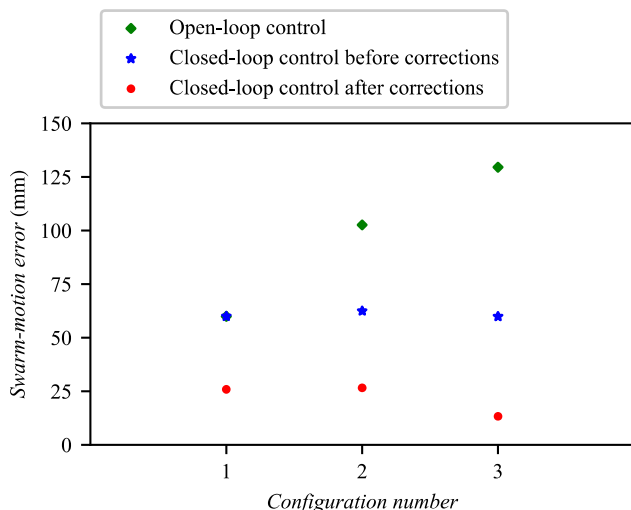 Open-loop control
Closed-loop control before corrections
Closed-loop control after corrections
150
125
100
75
50
25
0
Swarm-motion error (mm)
1 2 3
Configuration number